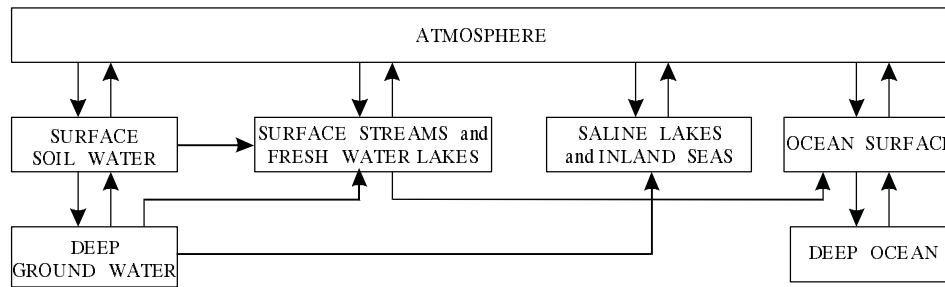 ATMOSPHERE
SURFACE
SOIL WATER
SURFACE STREAMS and
FRESH WATER LAKES
SALINE LAKES
and INLAND SEAS
OCEAN SURFACE
DEEP
GROUND WATER
DEEP OCEAN